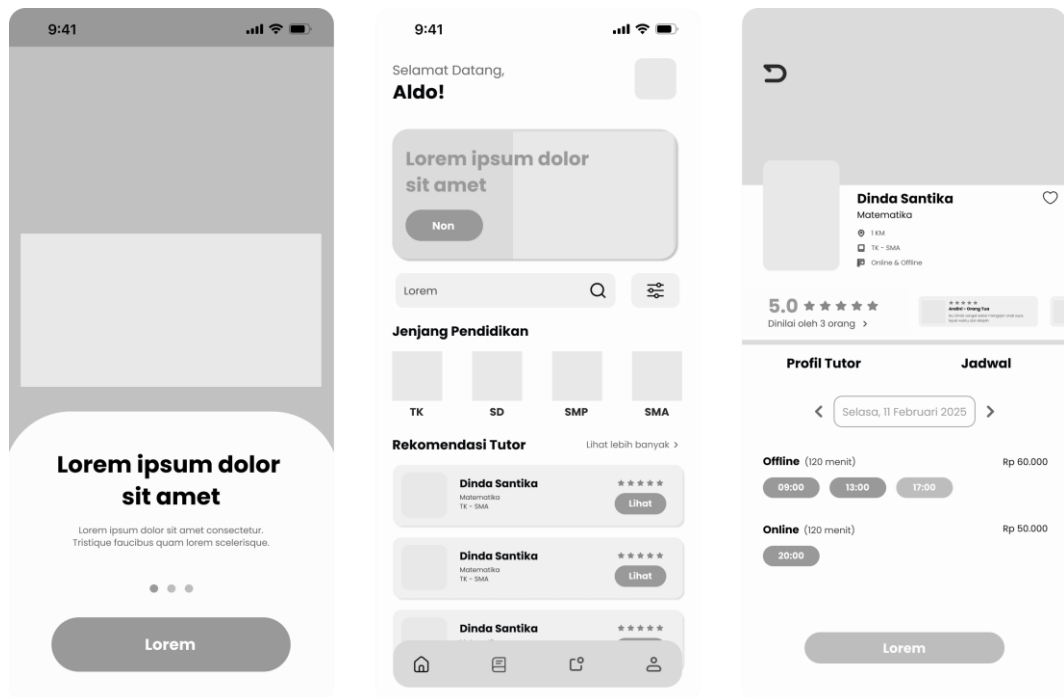 9:41
Lorem ipsum dolor
sit amet
Lorem ipsum dolor sit amet consectetur.
Tristique faucibus quam lorem scelerisque.
Lorem
9:41
Selamat Datang,
Aldo!
Lorem ipsum dolor
sit amet
Non
Lorem
Jenjang Pendidikan
TK SD SMP SMA
Rekomendasi Tutor Lihat lebih banyak >
Dinda Santika
Matematika
TK - SMA
Lihat
Dinda Santika
Matematika
TK - SMA
Lihat
Dinda Santika
Dinda Santika
Matematika
1 KM
TK - SMA
Online & Offline
5.0
Dinilai oleh 3 orang >
Andini - Orang Tua
Profil Tutor Jadwal
Selasa, 11 Februari 2025
Offline (120 menit) Rp 60.000
09:00 13:00 17:00
Online (120 menit) Rp 50.000
20:00
Lorem